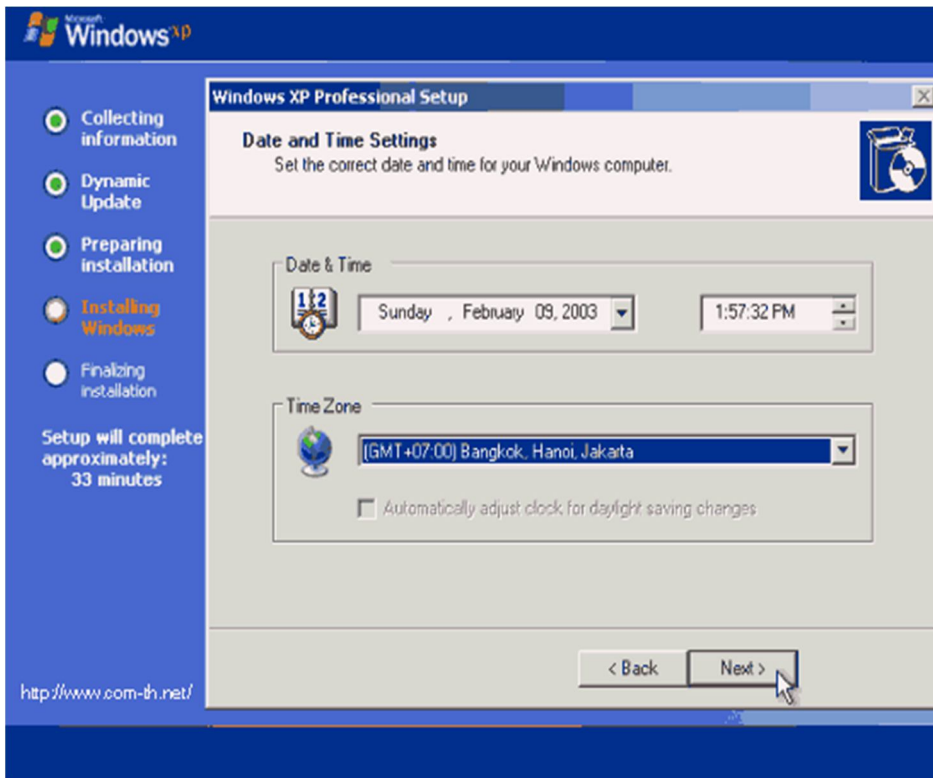 Microsoft
Windows xp
Collecting
information
Dynamic
Update
Preparing
installation
Installing
Windows
Finalizing
installation
Setup will complete
approximately:
33 minutes
http://www.com-th.net/
Windows XP Professional Setup
Date and Time Settings
Set the correct date and time for your Windows computer.
Date & Time
Sunday , February 09, 2003
1:57:32 PM
Time Zone
(GMT+07:00) Bangkok, Hanoi, Jakarta
Automatically adjust clock for daylight saving changes
< Back
Next >